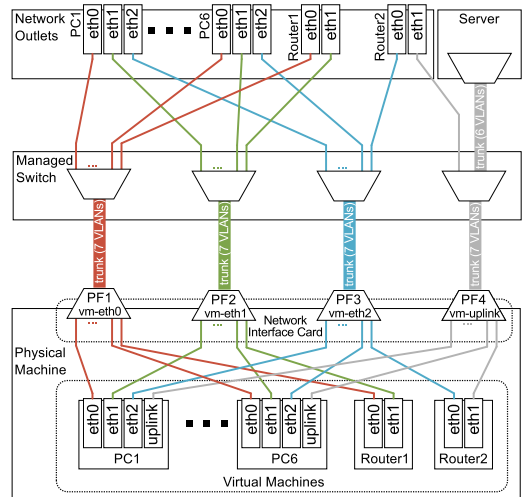 Network
Outlets
PC1
eth0
eth1
eth2
PC6
eth0
eth1
eth2
Router1
eth0
eth1
Router2
eth0
eth1
Server
trunk (6 VLANs)
Managed
Switch
...
...
...
trunk (7 VLANs)
trunk (7 VLANs)
trunk (7 VLANs)
trunk (7 VLANs)
PF1
vm-eth0
...
PF2
vm-eth1
...
PF3
vm-eth2
...
PF4
vm-uplink
...
Network
Interface Card
Physical
Machine
eth0
eth1
eth2
uplink
PC1
eth0
eth1
eth2
uplink
PC6
eth0
eth1
Router1
eth0
eth1
Router2
Virtual Machines